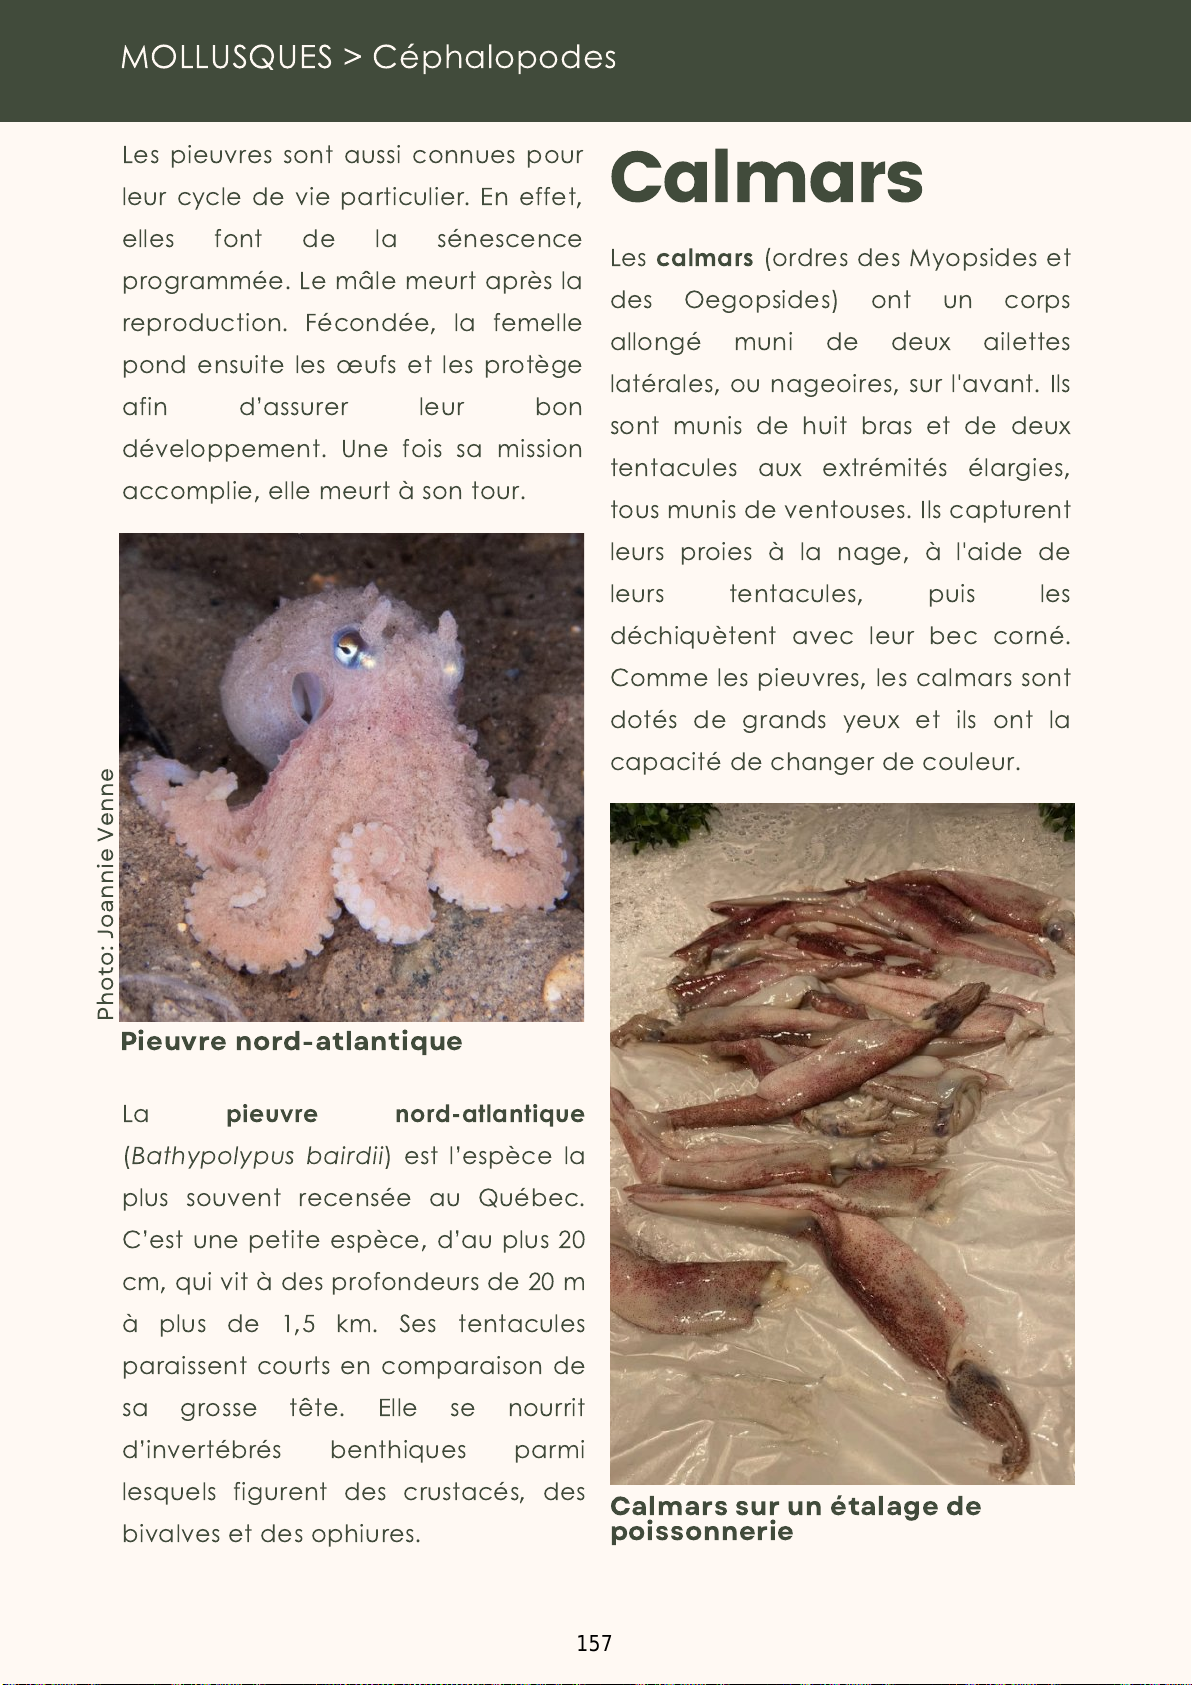 MOLLUSQUES > Céphalopodes
Les pieuvres sont aussi connues pour
leur cycle de vie particulier. En effet,
elles font de la sénescence
programmée. Le mâle meurt après la
reproduction. Fécondée, la femelle
pond ensuite les œufs et les protège
afin d’assurer leur bon
développement. Une fois sa mission
accomplie, elle meurt à son tour.
Photo: Joannie Venne
Pieuvre nord-atlantique
La pieuvre nord-atlantique
(Bathypolypus bairdii) est l’espèce la
plus souvent recensée au Québec.
C’est une petite espèce, d’au plus 20
cm, qui vit à des profondeurs de 20 m
à plus de 1,5 km. Ses tentacules
paraissent courts en comparaison de
sa grosse tête. Elle se nourrit
d’invertébrés benthiques parmi
lesquels figurent des crustacés, des
bivalves et des ophiures.
Calmars
Les calmars (ordres des Myopsides et
des Oegopsides) ont un corps
allongé muni de deux ailettes
latérales, ou nageoires, sur l'avant. Ils
sont munis de huit bras et de deux
tentacules aux extrémités élargies,
tous munis de ventouses. Ils capturent
leurs proies à la nage, à l'aide de
leurs tentacules, puis les
déchiquètent avec leur bec corné.
Comme les pieuvres, les calmars sont
dotés de grands yeux et ils ont la
capacité de changer de couleur.
Calmars sur un étalage de
poissonnerie
157